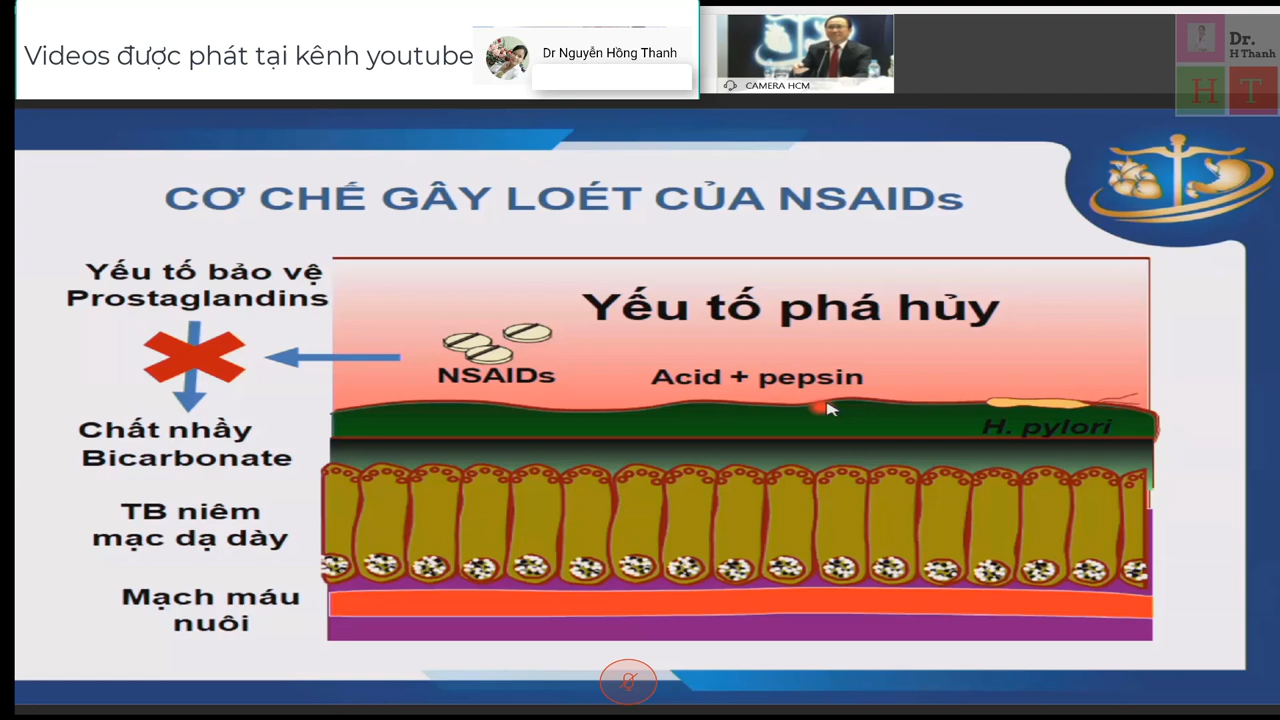 Videos được phát tại kênh youtube
Dr Nguyễn Hồng Thanh
CAMERA HCM
Dr.
H Thanh
H T
CƠ CHẾ GÂY LOÉT CỦA NSAIDs
Yếu tố bảo vệ
Prostaglandins
Yếu tố phá hủy
NSAIDs
Acid + pepsin
H. pylori
Chất nhầy
Bicarbonate
TB niêm
mạc dạ dày
Mạch máu
nuôi